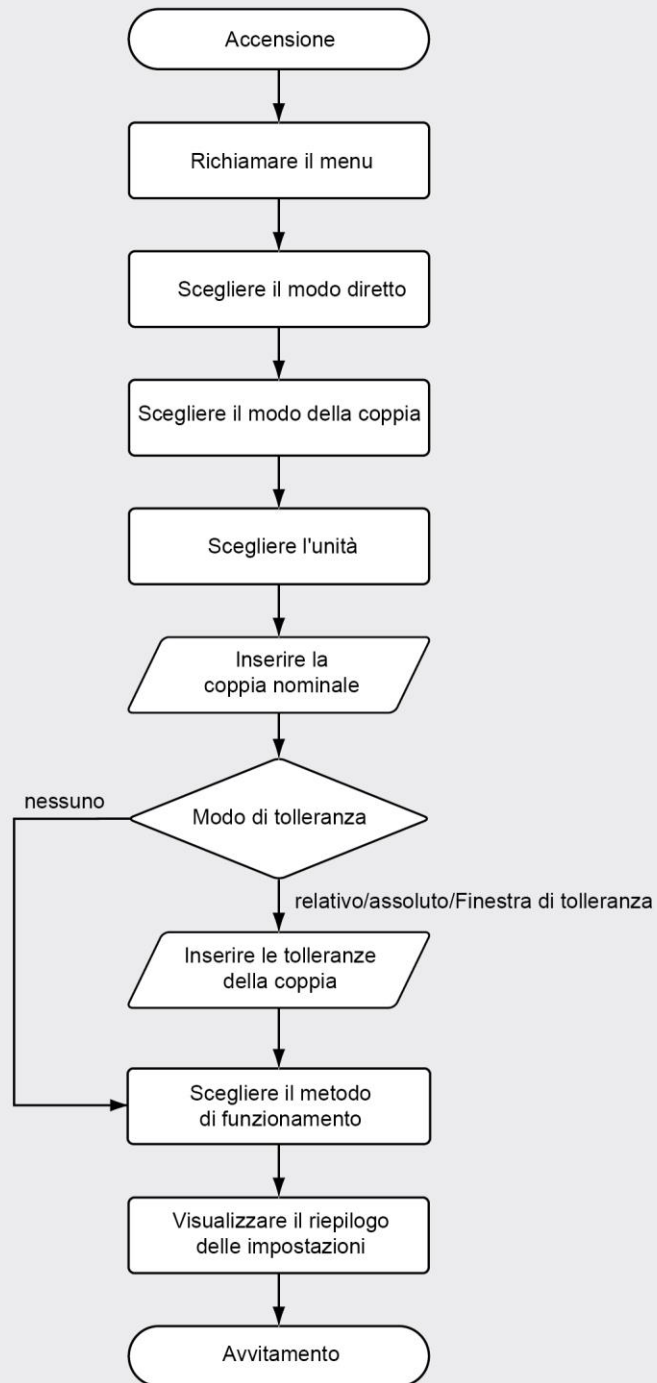 Accensione
Richiamare il menu
Scegliere il modo diretto
Scegliere il modo della coppia
Scegliere l'unità
Inserire la
coppia nominale
nessuno
Modo di tolleranza
relativo/assoluto/Finestra di tolleranza
Inserire le tolleranze
della coppia
Scegliere il metodo
di funzionamento
Visualizzare il riepilogo
delle impostazioni
Avvitamento